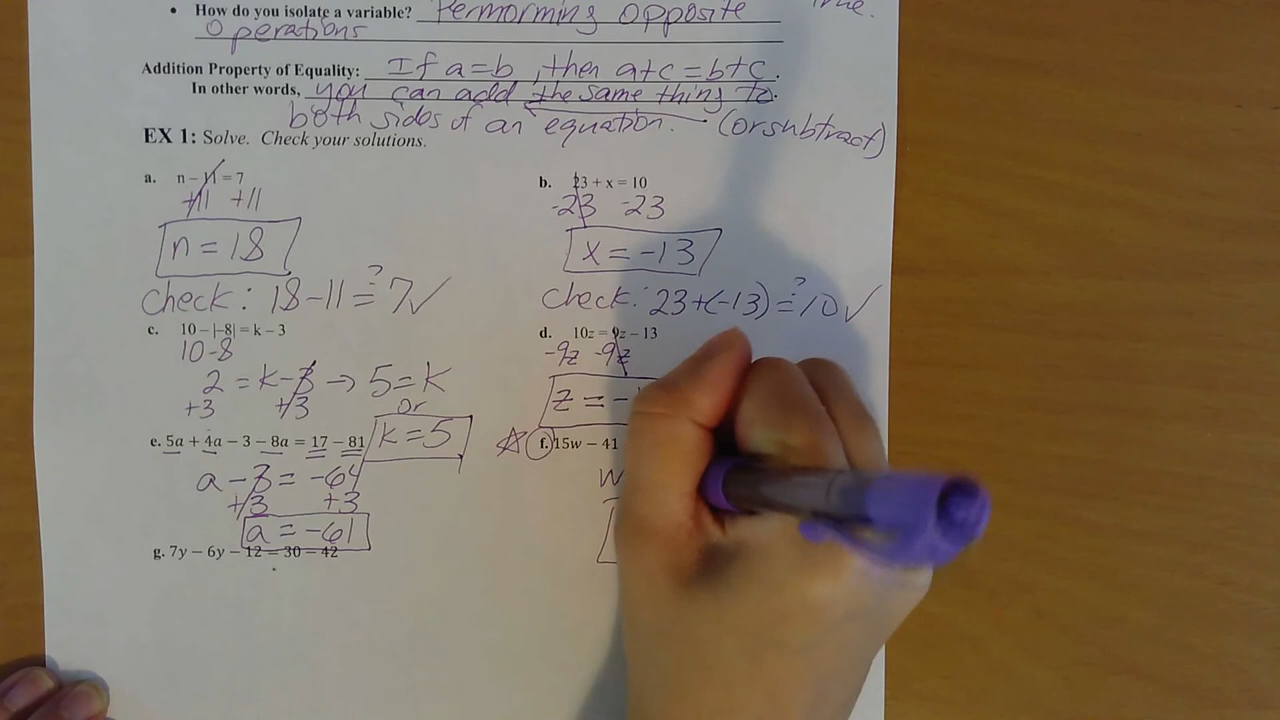 • How do you isolate a variable? Permorming opposite
operations
Addition Property of Equality: If a=b, then a+c=b+c.
In other words, you can add the same thing to
both sides of an equation. (or subtract)
EX 1: Solve. Check your solutions.
a. n − 11 = 7
+11 +11
n = 18
check: 18-11 ?= 7 ✓
b. 23 + x = 10
-23 -23
x = -13
check: 23+(-13) ?= 10 ✓
c. 10 − |−8| = k − 3
10-8
2 = k-3 → 5=k
+3 +3 or
k=5
d. 10z = 9z − 13
-9z -9z
z = -
e. 5a + 4a − 3 − 8a = 17 − 81
a - 3 = -64
+3 +3
a = -61
☆ f. 15w − 41
w
g. 7y − 6y − 12 = 30 − 42